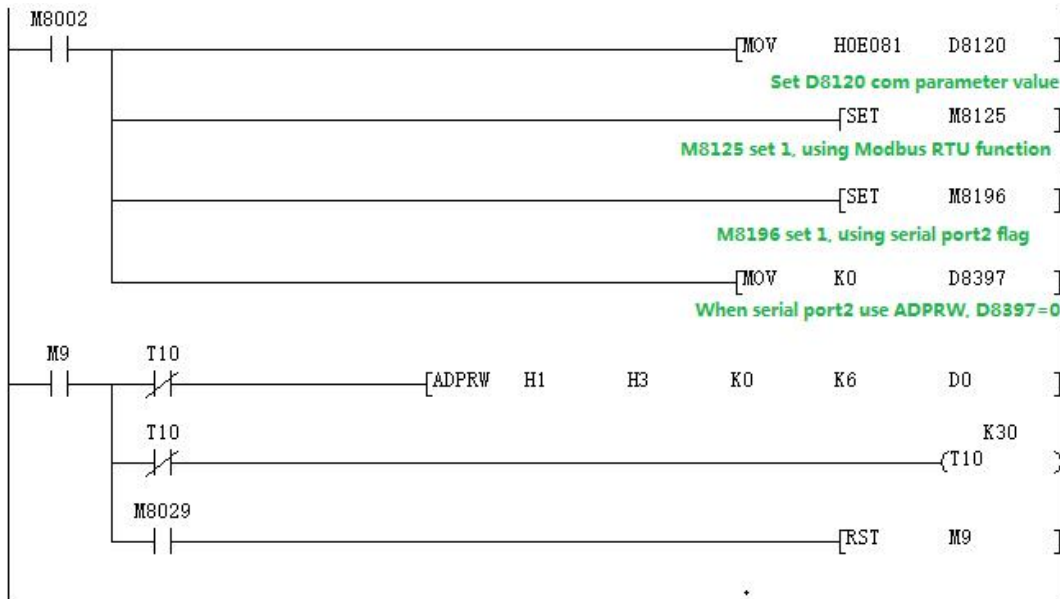 M8002
[MOV H0E081 D8120 ]
Set D8120 com parameter value
[SET M8125 ]
M8125 set 1, using Modbus RTU function
[SET M8196 ]
M8196 set 1, using serial port2 flag
[MOV K0 D8397 ]
When serial port2 use ADPRW, D8397=0
M9 T10
[ADPRW H1 H3 K0 K6 D0 ]
T10 K30
(T10 )
M8029
[RST M9 ]